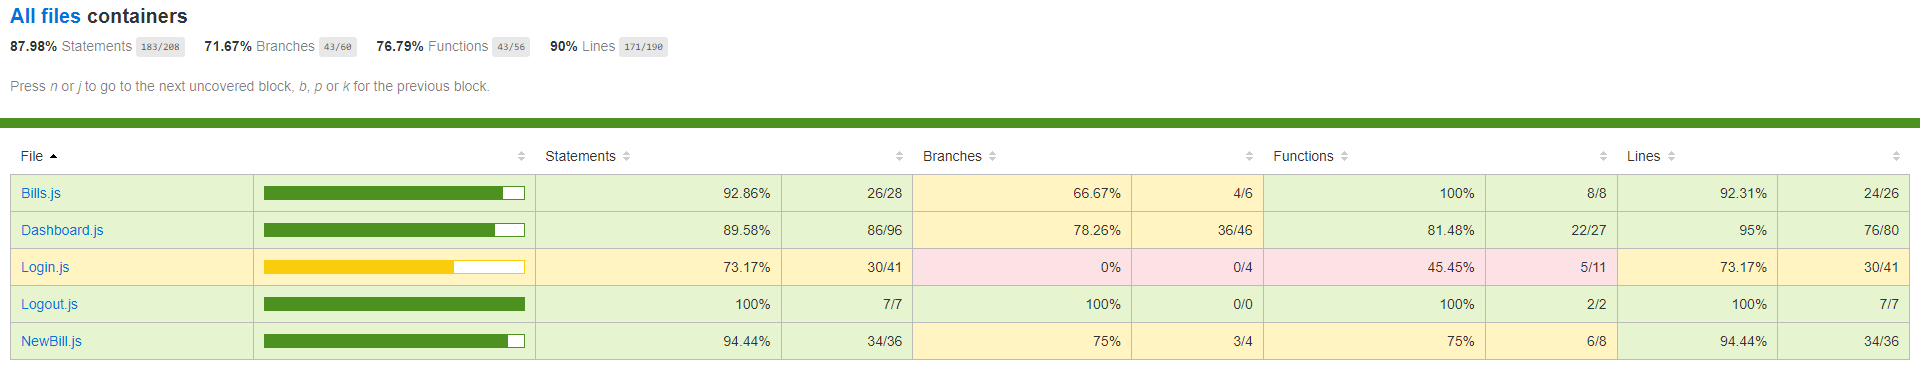 All files containers
87.98% Statements 183/208 71.67% Branches 43/60 76.79% Functions 43/56 90% Lines 171/190
Press n or j to go to the next uncovered block, b, p or k for the previous block.
File Statements Branches Functions Lines
Bills.js 92.86% 26/28 66.67% 4/6 100% 8/8 92.31% 24/26
Dashboard.js 89.58% 86/96 78.26% 36/46 81.48% 22/27 95% 76/80
Login.js 73.17% 30/41 0% 0/4 45.45% 5/11 73.17% 30/41
Logout.js 100% 7/7 100% 0/0 100% 2/2 100% 7/7
NewBill.js 94.44% 34/36 75% 3/4 75% 6/8 94.44% 34/36